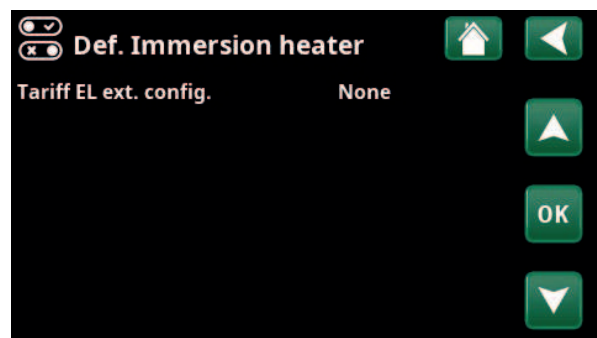 Def. Immersion heater
Tariff EL ext. config. None
OK